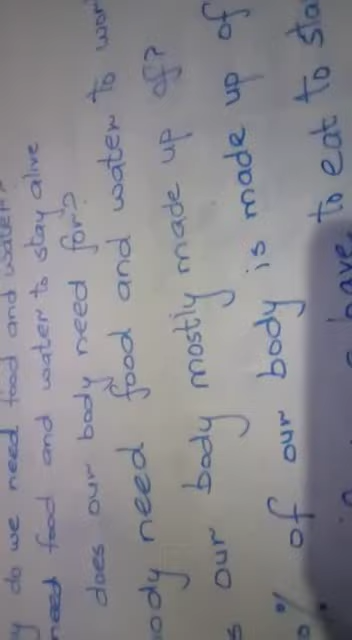 do we need food and water?
need food and water to stay alive
does our body need for?
body need food and water to
our body mostly made up of?
% of our body is made up of
have to eat to